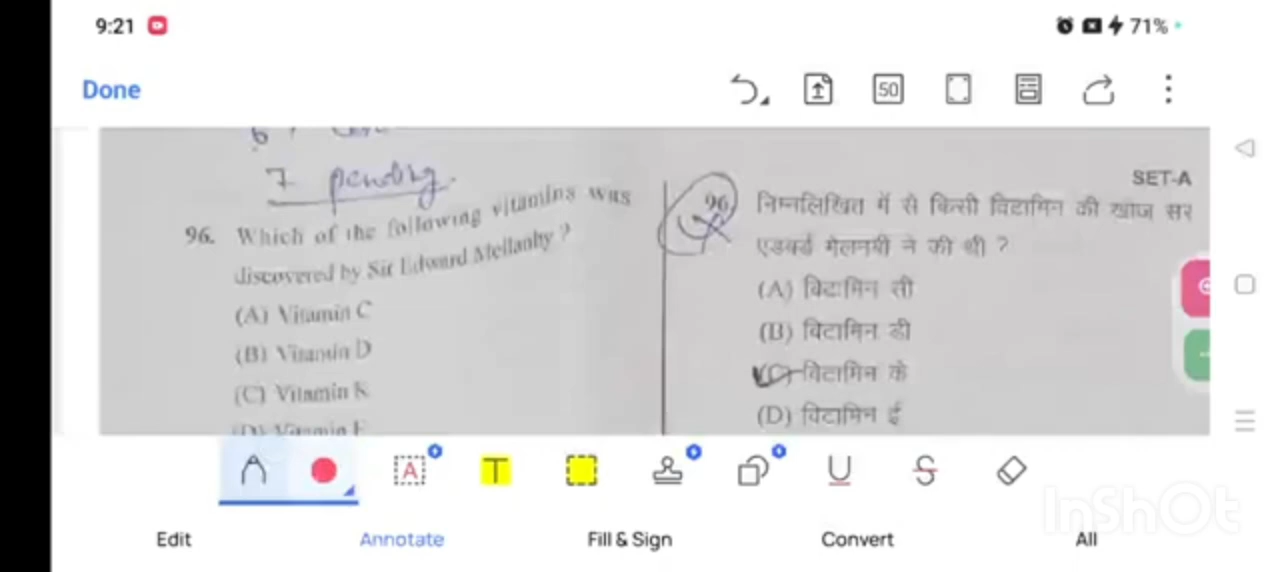 9:21
71%
Done
50
7 pending.
SET-A
96. Which of the following vitamins was
discovered by Sir Edward Mellanby ?
(A) Vitamin C
(B) Vitamin D
(C) Vitamin K
(D) Vitamin E
96. निम्नलिखित में से किसी विटामिन की खोज सर
एडवर्ड मेलनबी ने की थी ?
(A) विटामिन सी
(B) विटामिन डी
(C) विटामिन के
(D) विटामिन ई
A
T
U
S
Edit
Annotate
Fill & Sign
Convert
All
InShOt